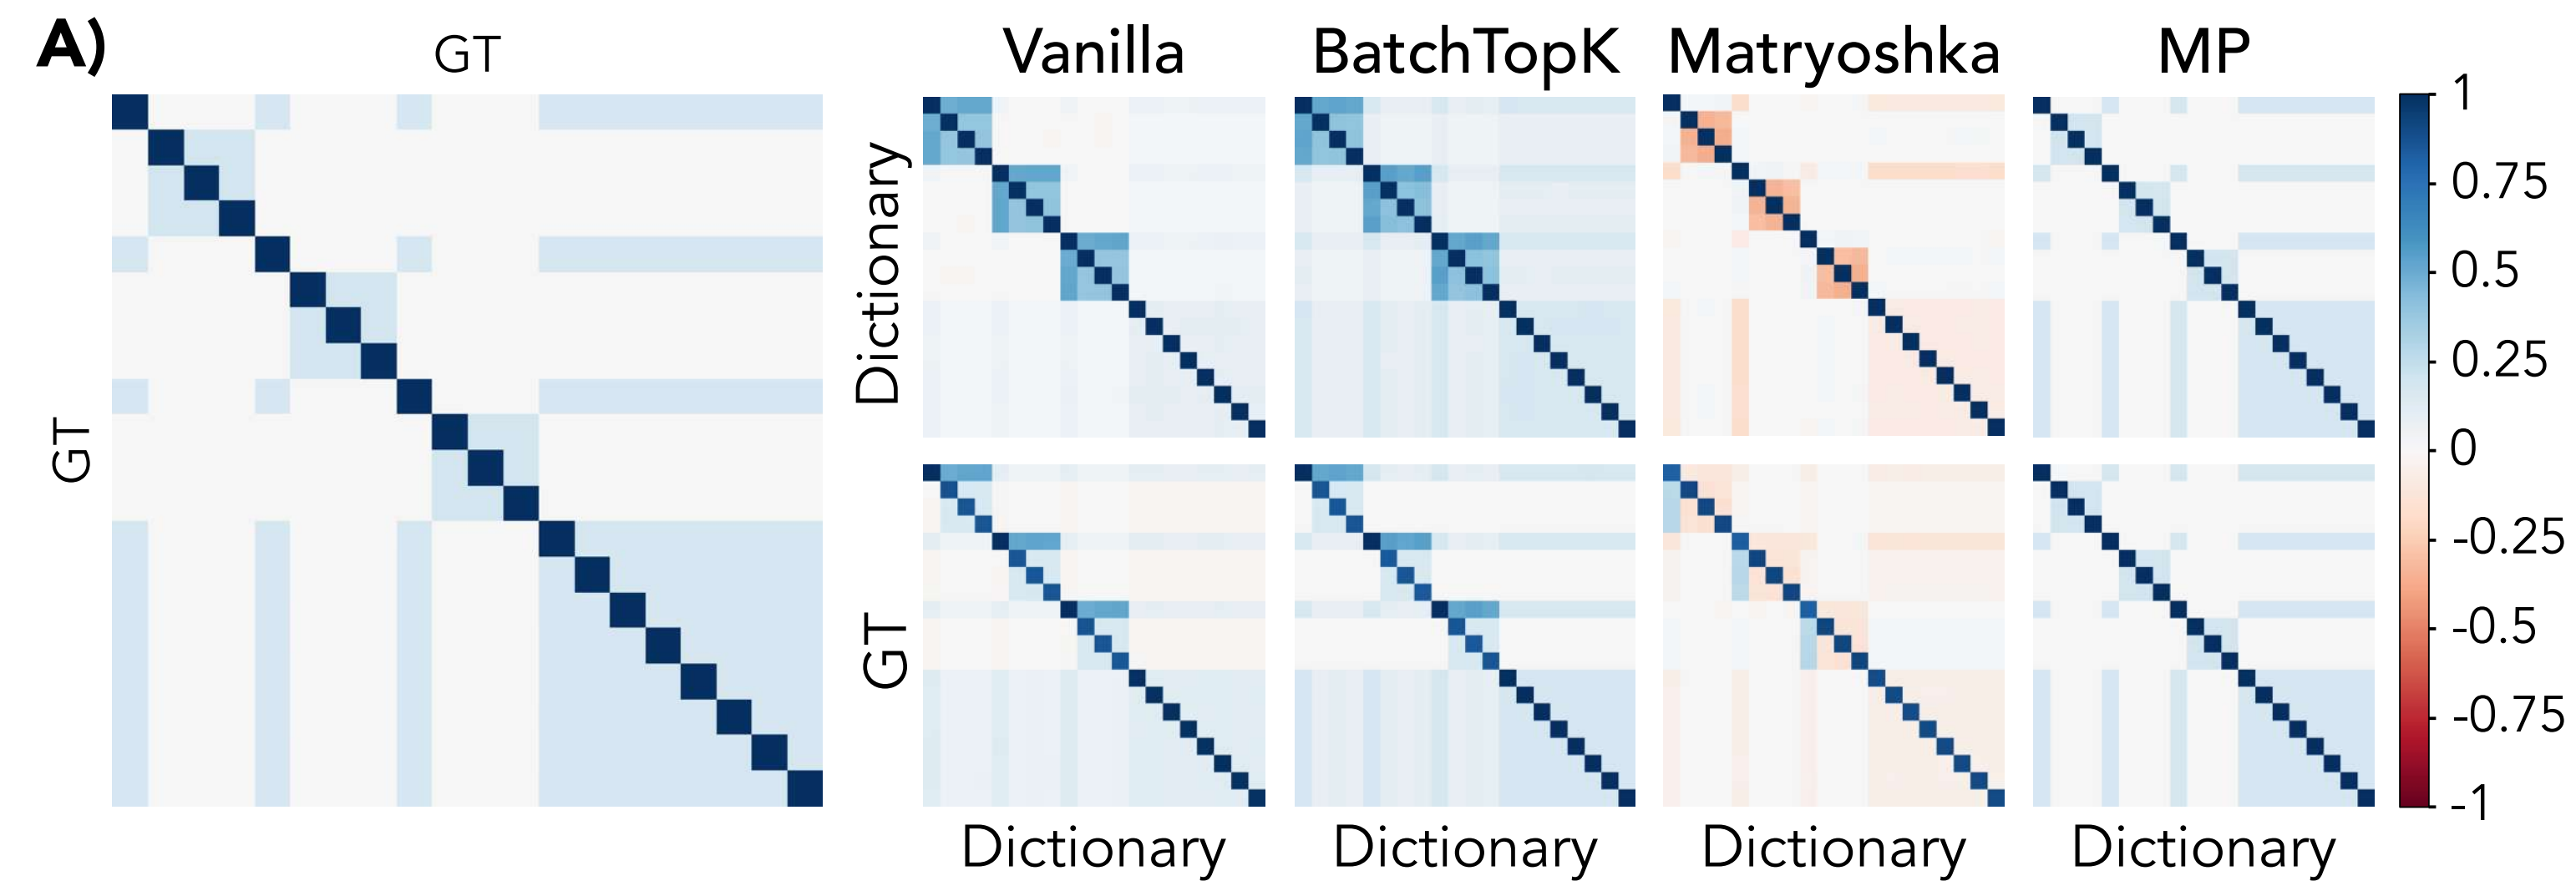 A)
GT
GT
Vanilla
BatchTopK
Matryoshka
MP
Dictionary
GT
Dictionary
Dictionary
Dictionary
Dictionary
1
0.75
0.5
0.25
0
-0.25
-0.5
-0.75
-1